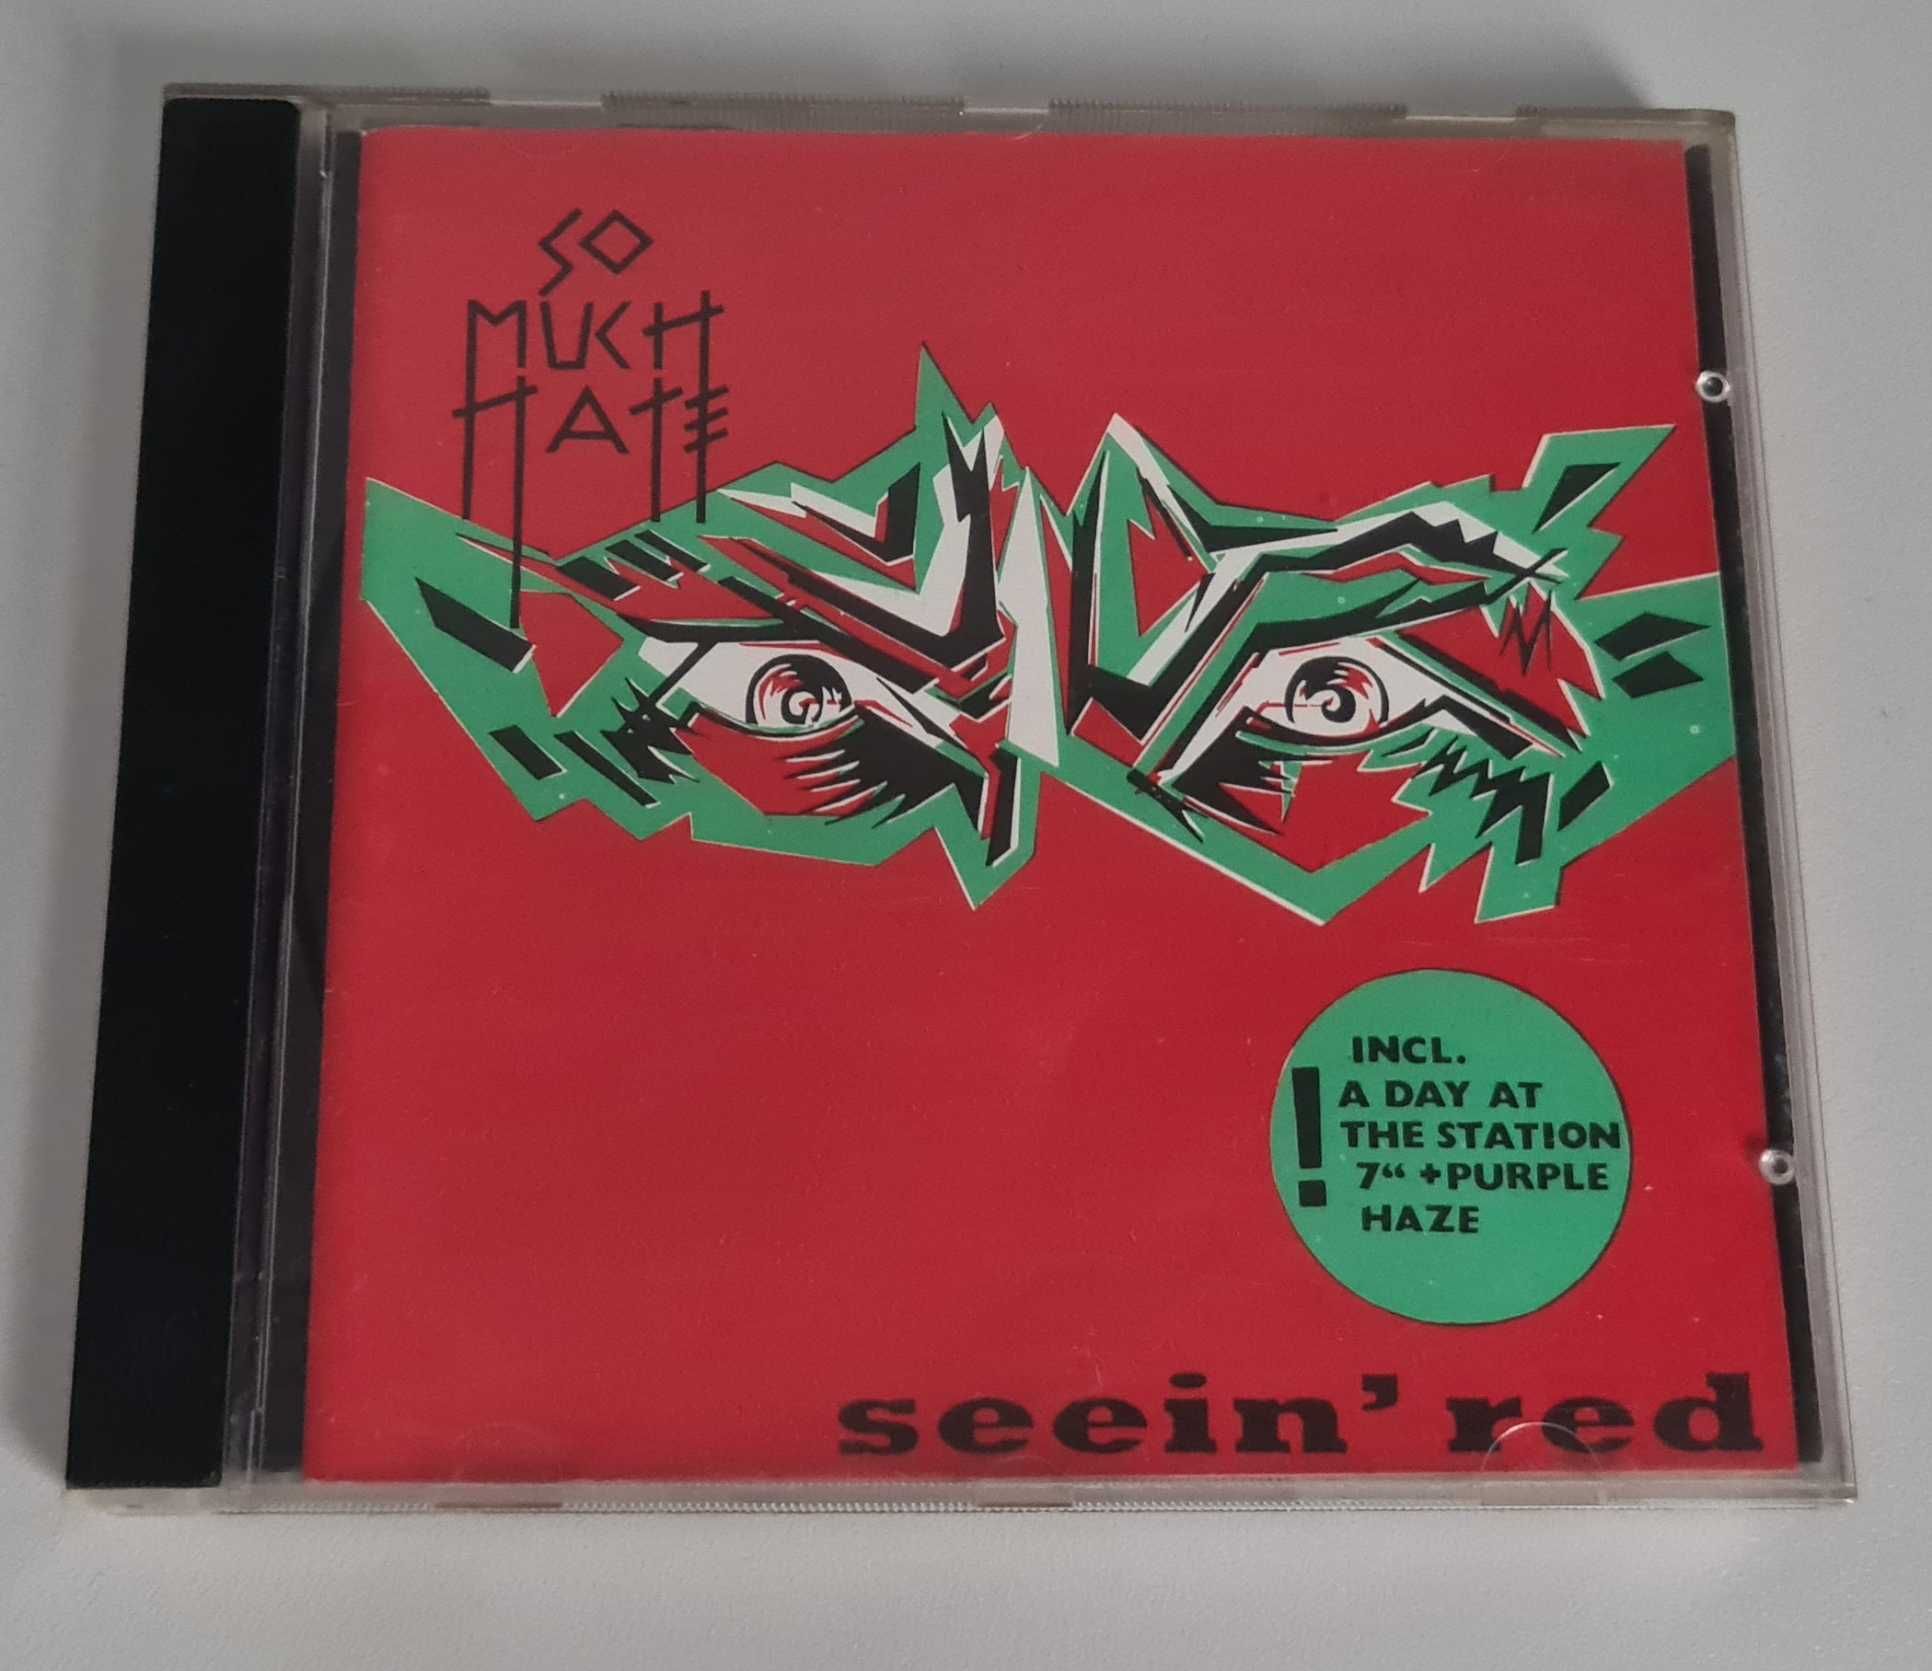 SO
MUCH
HATE
! INCL.
A DAY AT
THE STATION
7“ +PURPLE
HAZE
seein’ red